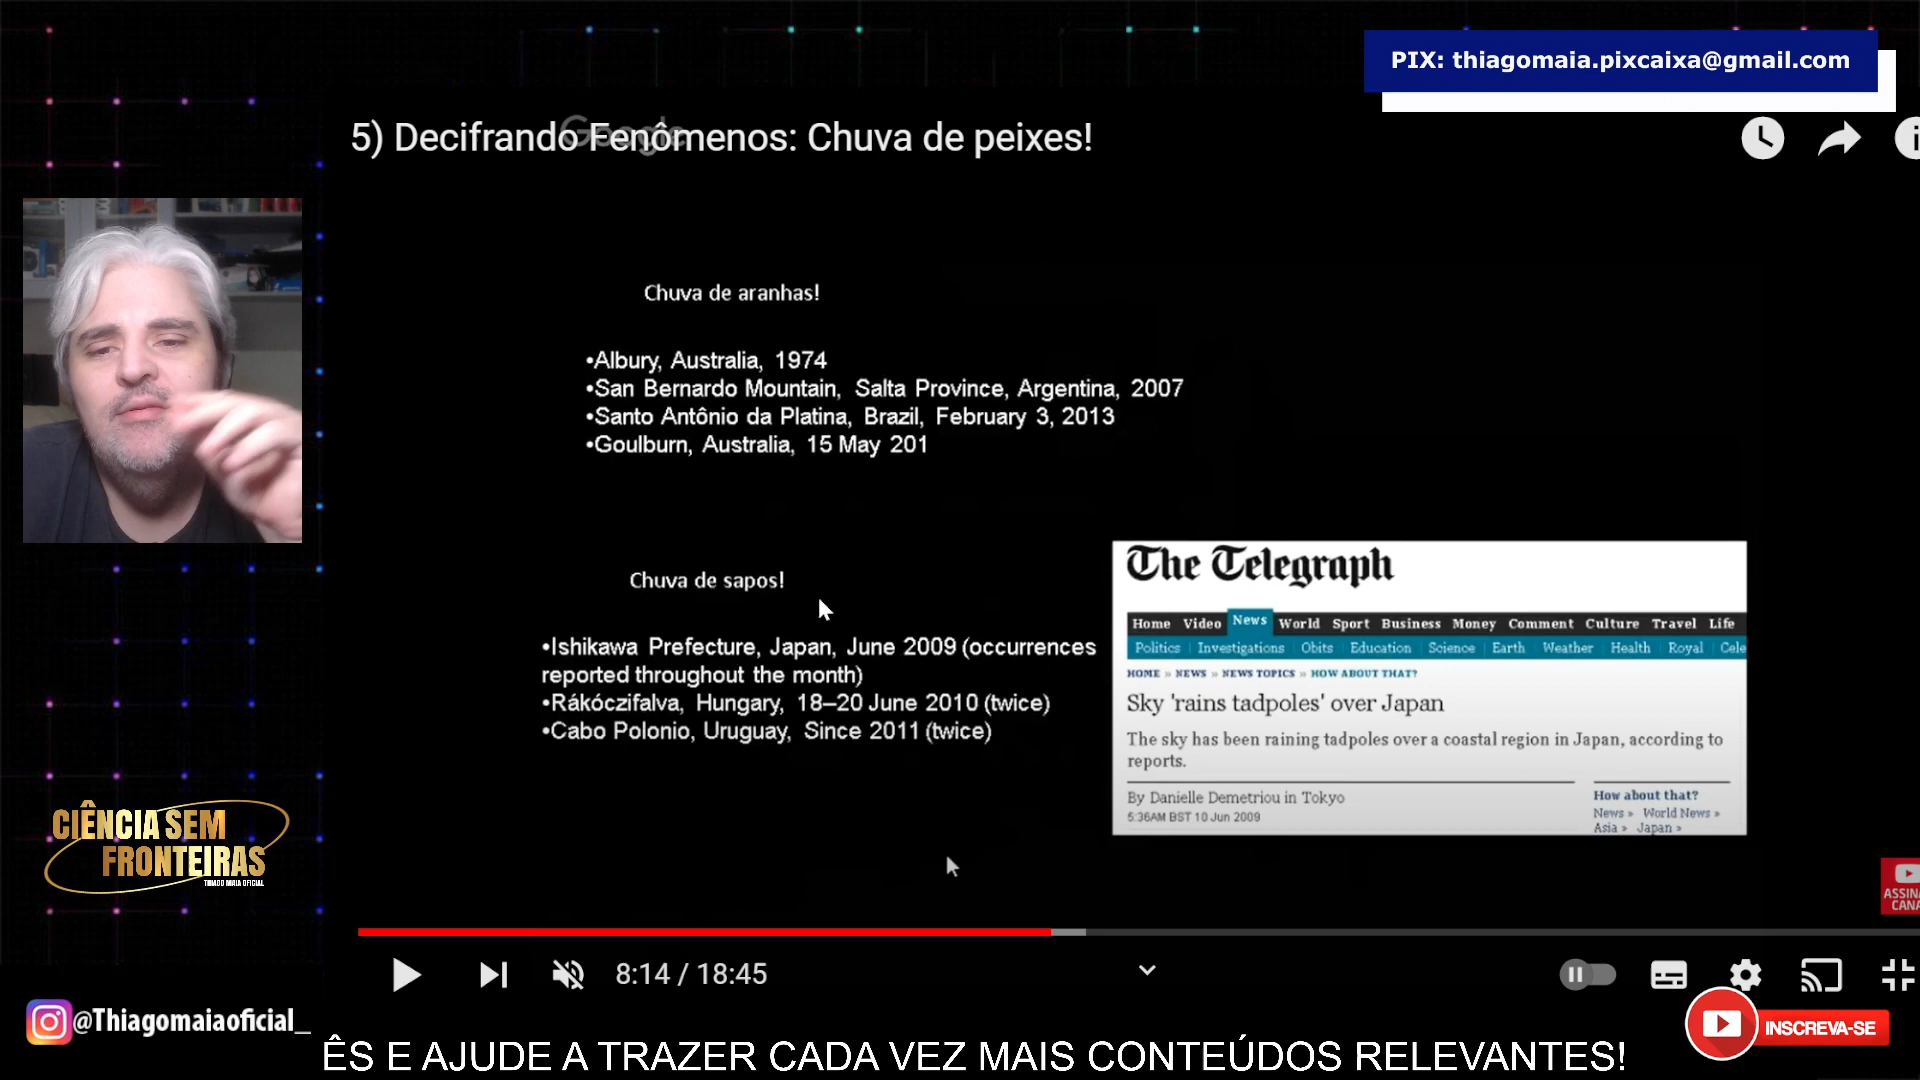 PIX: thiagomaia.pixcaixa@gmail.com
Google
5) Decifrando Fenômenos: Chuva de peixes!
Chuva de aranhas!
•Albury, Australia, 1974
•San Bernardo Mountain, Salta Province, Argentina, 2007
•Santo Antônio da Platina, Brazil, February 3, 2013
•Goulburn, Australia, 15 May 201
Chuva de sapos!
•Ishikawa Prefecture, Japan, June 2009 (occurrences
reported throughout the month)
•Rákóczifalva, Hungary, 18–20 June 2010 (twice)
•Cabo Polonio, Uruguay, Since 2011 (twice)
The Telegraph
Home Video News World Sport Business Money Comment Culture Travel Life
Politics Investigations Obits Education Science Earth Weather Health Royal Cele
HOME » NEWS » NEWS TOPICS » HOW ABOUT THAT?
Sky 'rains tadpoles' over Japan
The sky has been raining tadpoles over a coastal region in Japan, according to
reports.
By Danielle Demetriou in Tokyo
5:36AM BST 10 Jun 2009
How about that?
News » World News »
Asia » Japan »
CIÊNCIA SEM
FRONTEIRAS
THIAGO MAIA OFICIAL
ASSINA
CANA
8:14 / 18:45
@Thiagomaiaoficial_
INSCREVA-SE
ÊS E AJUDE A TRAZER CADA VEZ MAIS CONTEÚDOS RELEVANTES!